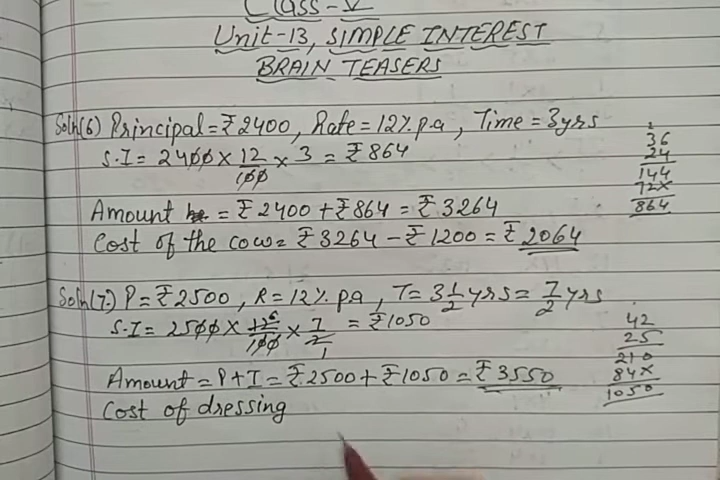 Class-V
Unit-13, SIMPLE INTEREST
BRAIN TEASERS
Soln(6) Principal = ₹2400, Rate = 12% p.a, Time = 3yrs
S.I = 2400 × 12/100 × 3 = ₹864
Amount = ₹2400 + ₹864 = ₹3264
Cost of the cow = ₹3264 - ₹1200 = ₹2064
2
36
24
144
72×
864
Soln(7) P = ₹2500, R = 12% p.a, T = 3 1/2 yrs = 7/2 yrs
S.I = 2500 × 12 6/100 × 7/2 1 = ₹1050
Amount = P + I = ₹2500 + ₹1050 = ₹3550
Cost of dressing
42
25
210
84×
1050